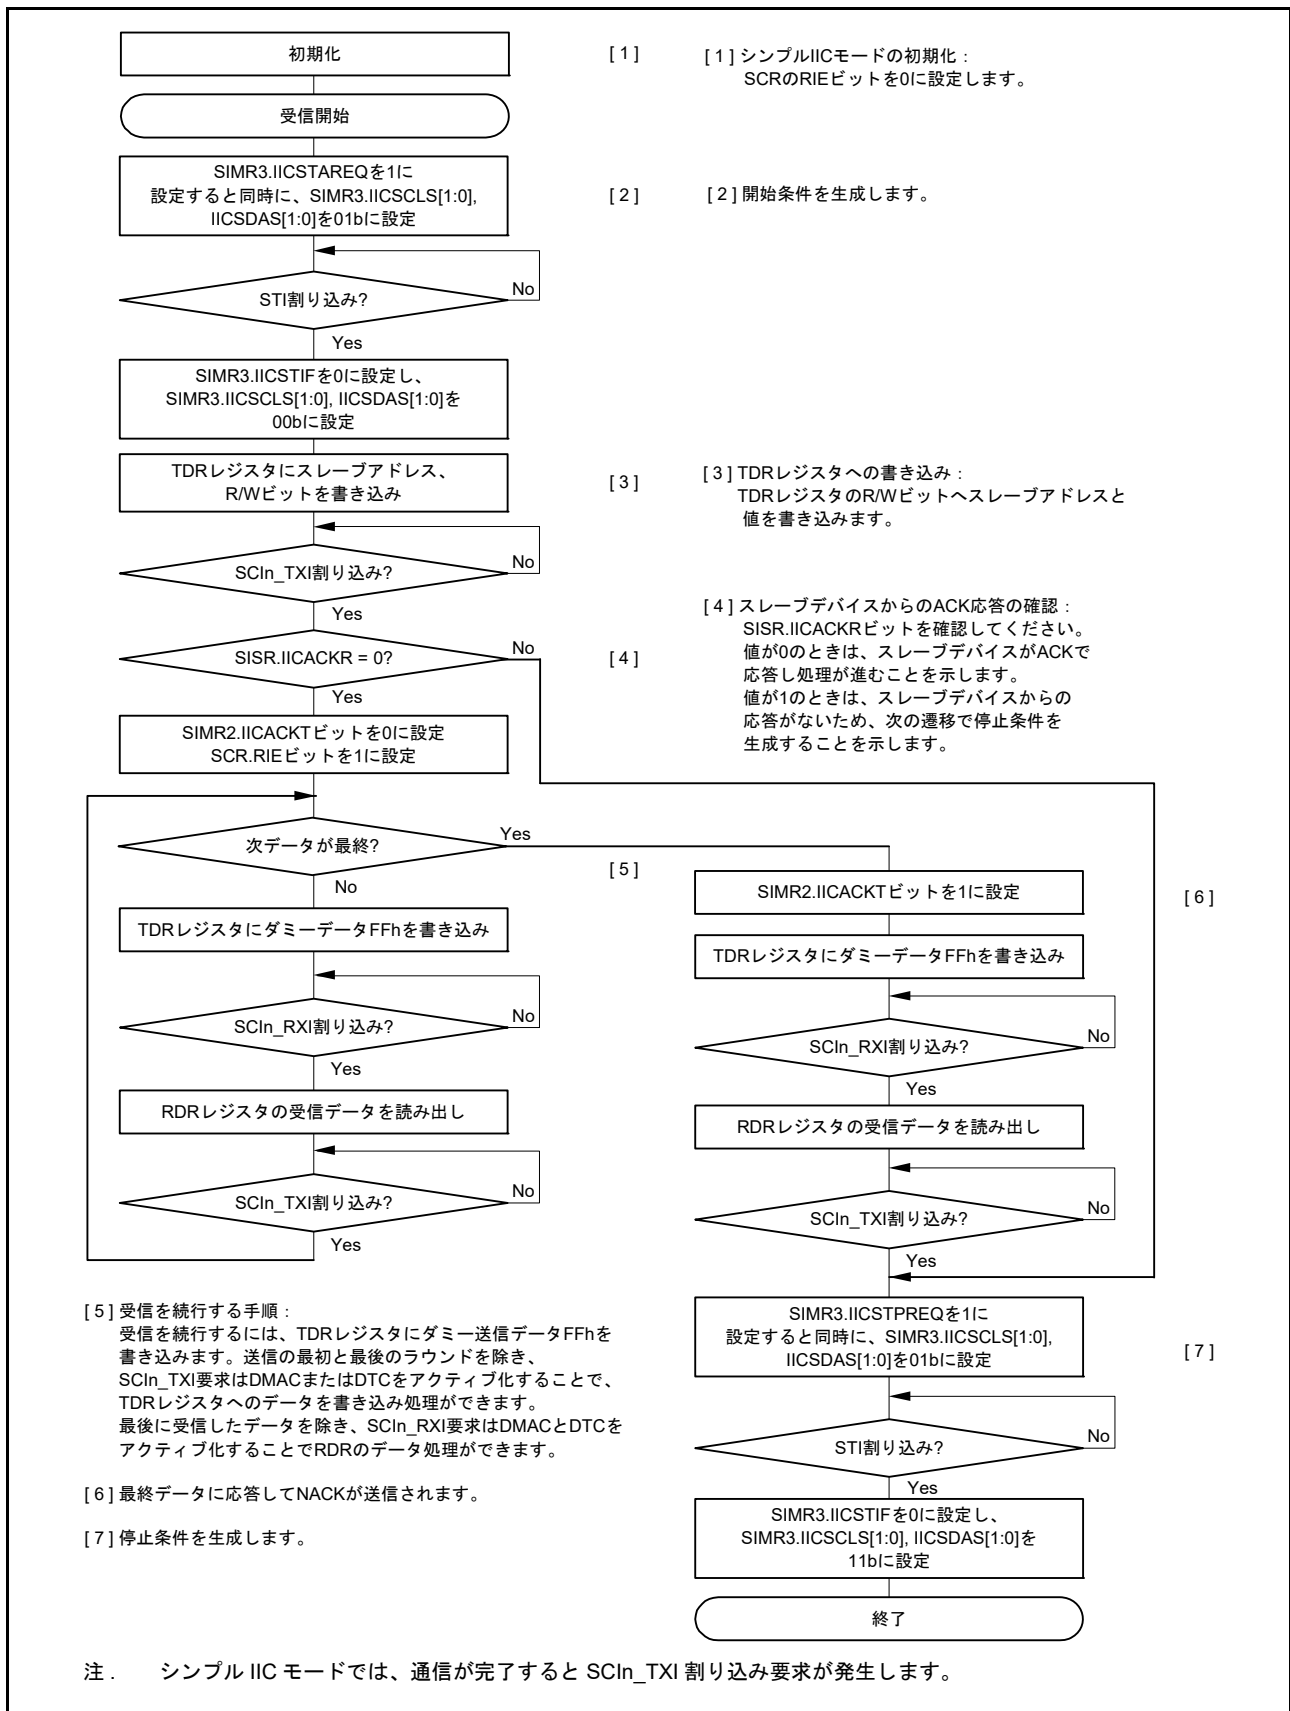 初期化
[ 1 ]
[ 1 ] シンプルIICモードの初期化：
SCRのRIEビットを0に設定します。
受信開始
SIMR3.IICSTAREQを1に
設定すると同時に、SIMR3.IICSCLS[1:0],
IICSDAS[1:0]を01bに設定
[ 2 ]
[ 2 ] 開始条件を生成します。
STI割り込み?
No
Yes
SIMR3.IICSTIFを0に設定し、
SIMR3.IICSCLS[1:0], IICSDAS[1:0]を
00bに設定
TDRレジスタにスレーブアドレス、
R/Wビットを書き込み
[ 3 ]
[ 3 ] TDRレジスタへの書き込み：
TDRレジスタのR/Wビットへスレーブアドレスと
値を書き込みます。
SCIn_TXI割り込み?
No
Yes
SISR.IICACKR = 0?
No
[ 4 ]
[ 4 ] スレーブデバイスからのACK応答の確認：
SISR.IICACKRビットを確認してください。
値が0のときは、スレーブデバイスがACKで
応答し処理が進むことを示します。
値が1のときは、スレーブデバイスからの
応答がないため、次の遷移で停止条件を
生成することを示します。
Yes
SIMR2.IICACKTビットを0に設定
SCR.RIEビットを1に設定
次データが最終?
Yes
[ 5 ]
No
TDRレジスタにダミーデータFFhを書き込み
SCIn_RXI割り込み?
No
Yes
RDRレジスタの受信データを読み出し
SCIn_TXI割り込み?
No
Yes
SIMR2.IICACKTビットを1に設定
[ 6 ]
TDRレジスタにダミーデータFFhを書き込み
SCIn_RXI割り込み?
No
Yes
RDRレジスタの受信データを読み出し
SCIn_TXI割り込み?
No
Yes
SIMR3.IICSTPREQを1に
設定すると同時に、SIMR3.IICSCLS[1:0],
IICSDAS[1:0]を01bに設定
[ 7 ]
STI割り込み?
No
Yes
SIMR3.IICSTIFを0に設定し、
SIMR3.IICSCLS[1:0], IICSDAS[1:0]を
11bに設定
終了
[ 5 ] 受信を続行する手順：
受信を続行するには、TDRレジスタにダミー送信データFFhを
書き込みます。送信の最初と最後のラウンドを除き、
SCIn_TXI要求はDMACまたはDTCをアクティブ化することで、
TDRレジスタへのデータを書き込み処理ができます。
最後に受信したデータを除き、SCIn_RXI要求はDMACとDTCを
アクティブ化することでRDRのデータ処理ができます。
[ 6 ] 最終データに応答してNACKが送信されます。
[ 7 ] 停止条件を生成します。
注 . シンプル IIC モードでは、通信が完了すると SCIn_TXI 割り込み要求が発生します。